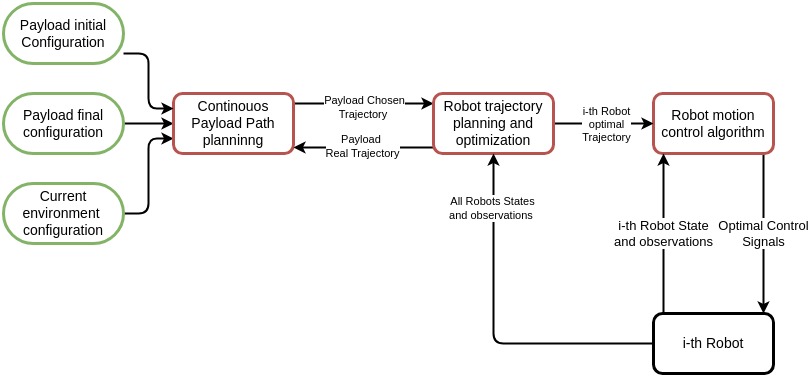 Payload initial
Configuration
Payload final
configuration
Current
environment
configuration
Continouos
Payload Path
planninng
Payload Chosen
Trajectory
Payload
Real Trajectory
Robot trajectory
planning and
optimization
i-th Robot
optimal
Trajectory
Robot motion
control algorithm
All Robots States
and observations
i-th Robot State
and observations
Optimal Control
Signals
i-th Robot